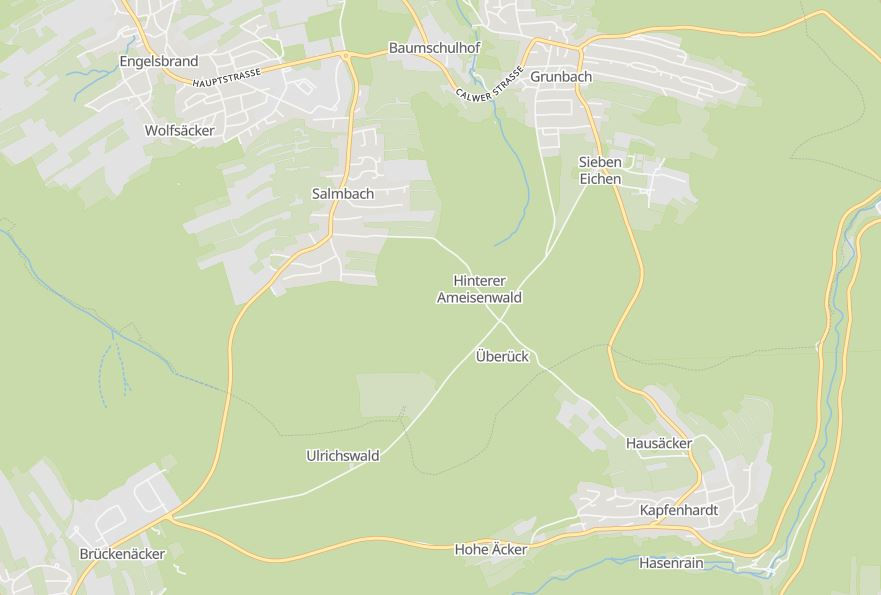 Baumschulhof
Engelsbrand
HAUPTSTRASSE
Grunbach
CALWER STRASSE
Wolfsäcker
Sieben
Eichen
Salmbach
Hinterer
Ameisenwald
Überück
Hausäcker
Ulrichswald
Kapfenhardt
Hohe Äcker
Brückenäcker
Hasenrain